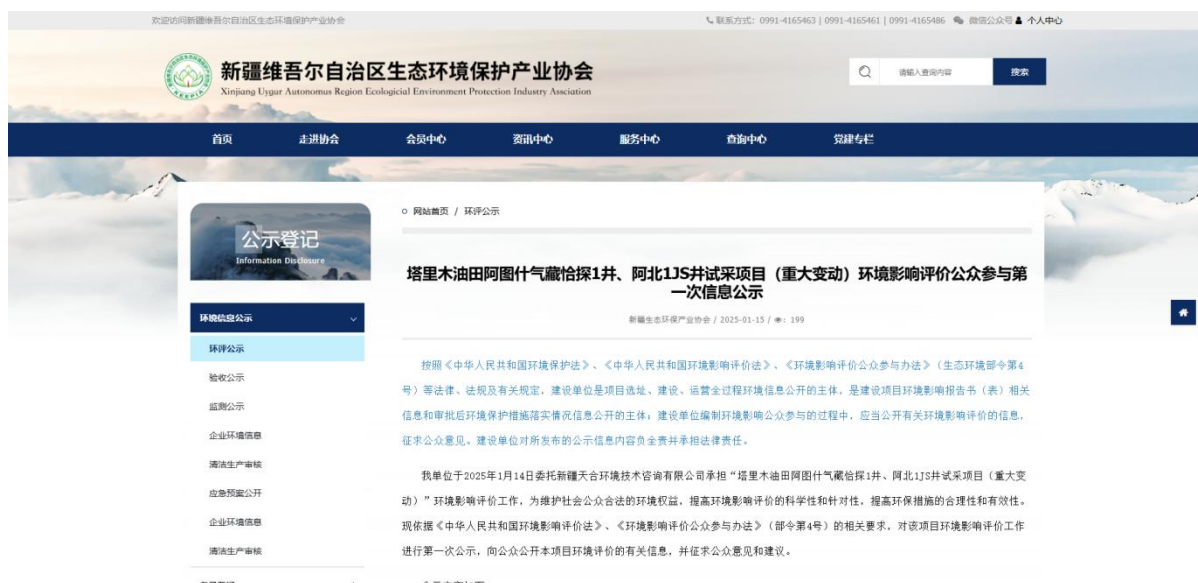 欢迎访问新疆维吾尔自治区生态环境保护产业协会
联系方式：0991-4165463 | 0991-4165461 | 0991-4165486 微信公众号 个人中心
新疆维吾尔自治区生态环境保护产业协会
Xinjiang Uygur Autonomus Region Ecologicial Environment Protection Industry Assciation
请输入查询内容
搜索
首页 走进协会 会员中心 资讯中心 服务中心 查询中心 党建专栏
公示登记
Information Disclosure
环境信息公示
环评公示
验收公示
监测公示
企业环境信息
清洁生产审核
应急预案公开
企业环境信息
清洁生产审核
网站首页 / 环评公示
塔里木油田阿图什气藏恰探1井、阿北1JS井试采项目（重大变动）环境影响评价公众参与第
一次信息公示
新疆生态环保产业协会 / 2025-01-15 / : 199
按照《中华人民共和国环境保护法》、《中华人民共和国环境影响评价法》、《环境影响评价公众参与办法》（生态环境部令第4
号）等法律、法规及有关规定，建设单位是项目选址、建设、运营全过程环境信息公开的主体，是建设项目环境影响报告书（表）相关
信息和审批后环境保护措施落实情况信息公开的主体；建设单位编制环境影响公众参与的过程中，应当公开有关环境影响评价的信息，
征求公众意见。建设单位对所发布的公示信息内容负全责并承担法律责任。
我单位于2025年1月14日委托新疆天合环境技术咨询有限公司承担“塔里木油田阿图什气藏恰探1井、阿北1JS井试采项目（重大变
动）”环境影响评价工作，为维护社会公众合法的环境权益，提高环境影响评价的科学性和针对性，提高环保措施的合理性和有效性。
现依据《中华人民共和国环境影响评价法》、《环境影响评价公众参与办法》（部令第4号）的相关要求，对该项目环境影响评价工作
进行第一次公示，向公众公开本项目环境评价的有关信息，并征求公众意见和建议。